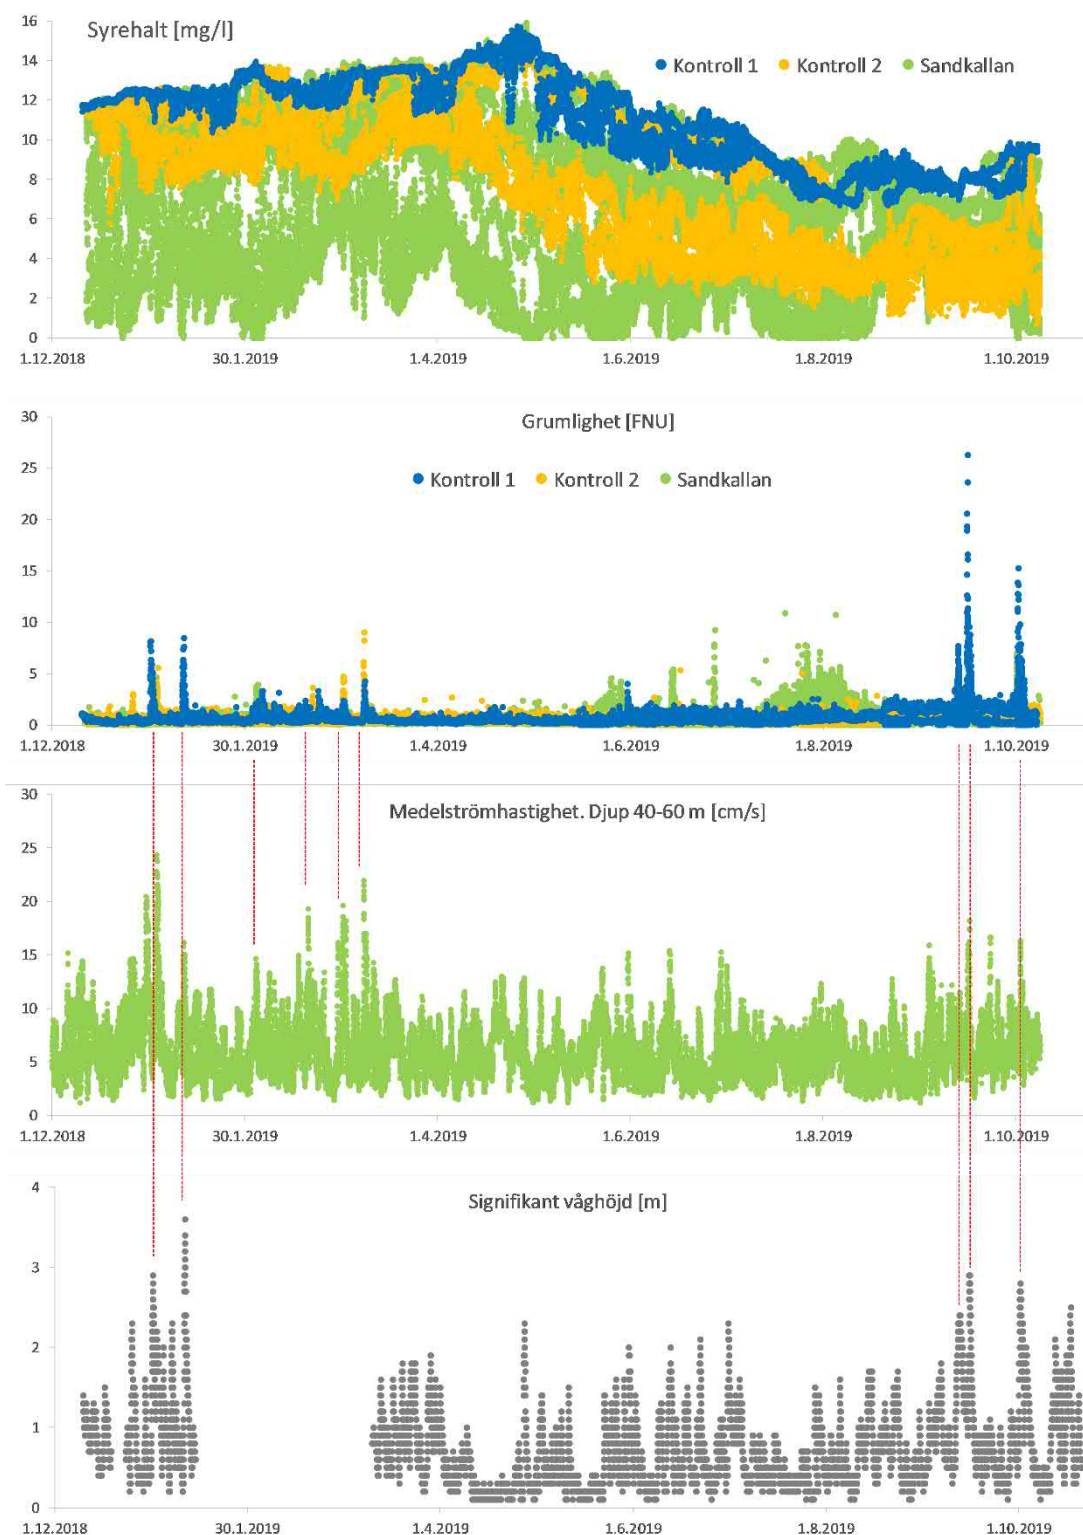 Syrehalt [mg/l]
Kontroll 1 Kontroll 2 Sandkallan
16
14
12
10
8
6
4
2
0
1.12.2018 30.1.2019 1.4.2019 1.6.2019 1.8.2019 1.10.2019
Grumlighet [FNU]
Kontroll 1 Kontroll 2 Sandkallan
30
25
20
15
10
5
0
1.12.2018 30.1.2019 1.4.2019 1.6.2019 1.8.2019 1.10.2019
Medelströmhastighet. Djup 40-60 m [cm/s]
30
25
20
15
10
5
0
1.12.2018 30.1.2019 1.4.2019 1.6.2019 1.8.2019 1.10.2019
Signifikant våghöjd [m]
4
3
2
1
0
1.12.2018 30.1.2019 1.4.2019 1.6.2019 1.8.2019 1.10.2019